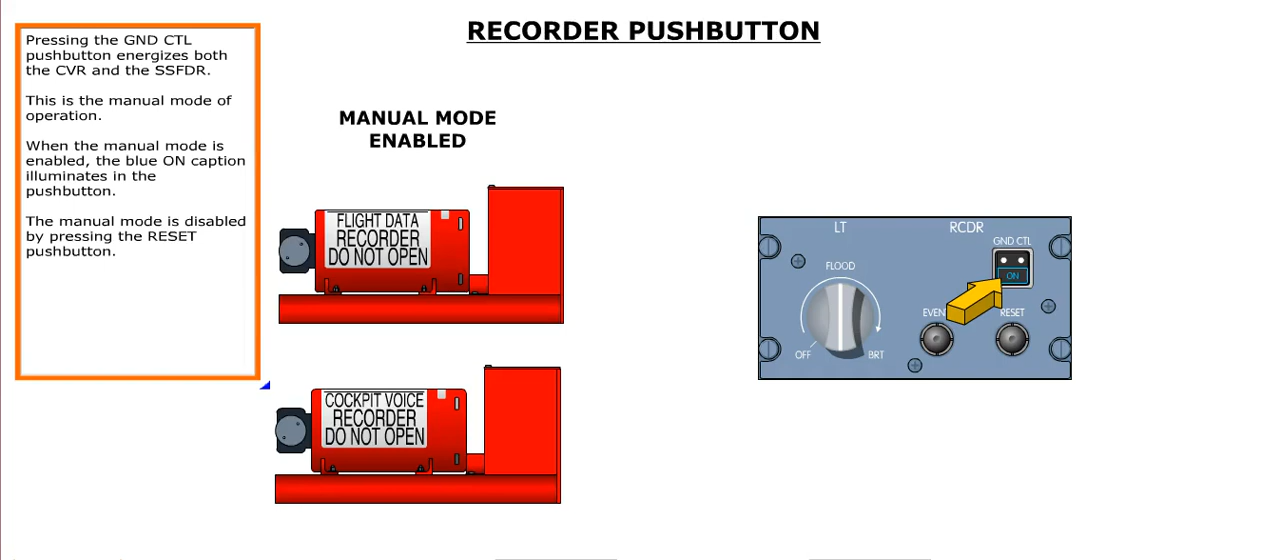 RECORDER PUSHBUTTON
Pressing the GND CTL
pushbutton energizes both
the CVR and the SSFDR.
This is the manual mode of
operation.
When the manual mode is
enabled, the blue ON caption
illuminates in the
pushbutton.
The manual mode is disabled
by pressing the RESET
pushbutton.
MANUAL MODE
ENABLED
FLIGHT DATA
RECORDER
DO NOT OPEN
COCKPIT VOICE
RECORDER
DO NOT OPEN
LT
RCDR
GND CTL
FLOOD
ON
EVEN
RESET
OFF
BRT